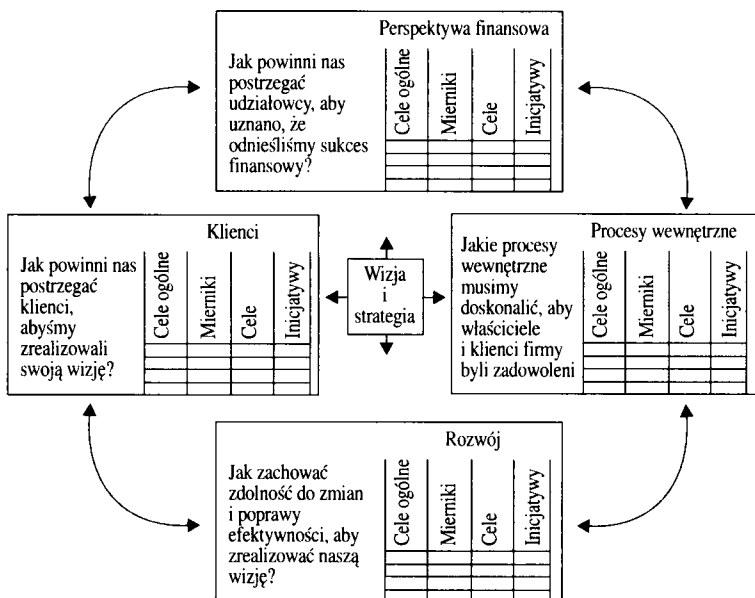 Perspektywa finansowa
Jak powinni nas
postrzegać
udziałowcy, aby
uznano, że
odnieśliśmy sukces
finansowy?
Cele ogólne
Mierniki
Cele
Inicjatywy
Klienci
Jak powinni nas
postrzegać
klienci,
abyśmy
zrealizowali
swoją wizję?
Cele ogólne
Mierniki
Cele
Inicjatywy
Wizja
i
strategia
Procesy wewnętrzne
Jakie procesy
wewnętrzne
musimy
doskonalić, aby
właściciele
i klienci firmy
byli zadowoleni
Cele ogólne
Mierniki
Cele
Inicjatywy
Rozwój
Jak zachować
zdolność do zmian
i poprawy
efektywności, aby
zrealizować naszą
wizję?
Cele ogólne
Mierniki
Cele
Inicjatywy